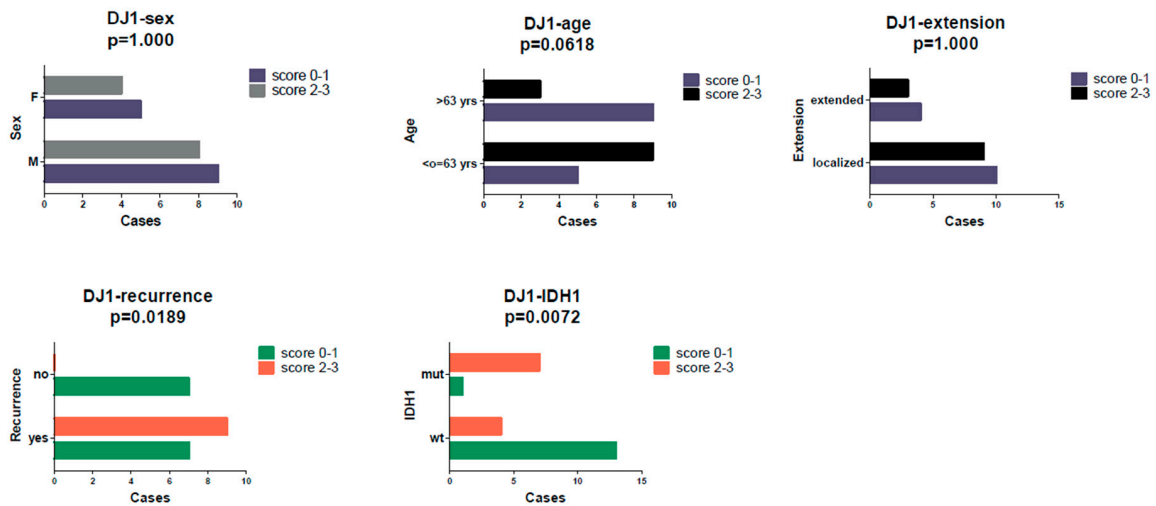 DJ1-sex
p=1.000
score 0-1
score 2-3
Sex
F
M
0 2 4 6 8 10
Cases
DJ1-age
p=0.0618
score 0-1
score 2-3
Age
>63 yrs
<o=63 yrs
0 2 4 6 8 10
Cases
DJ1-extension
p=1.000
score 0-1
score 2-3
Extension
extended
localized
0 5 10 15
Cases
DJ1-recurrence
p=0.0189
score 0-1
score 2-3
Recurrence
no
yes
0 2 4 6 8 10
Cases
DJ1-IDH1
p=0.0072
score 0-1
score 2-3
IDH1
mut
wt
0 5 10 15
Cases